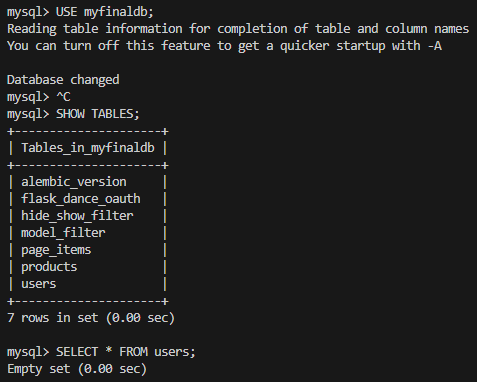 mysql> USE myfinaldb;
Reading table information for completion of table and column names
You can turn off this feature to get a quicker startup with -A
Database changed
mysql> ^C
mysql> SHOW TABLES;
+---------------------+
| Tables_in_myfinaldb |
+---------------------+
| alembic_version     |
| flask_dance_oauth   |
| hide_show_filter    |
| model_filter        |
| page_items          |
| products            |
| users               |
+---------------------+
7 rows in set (0.00 sec)
mysql> SELECT * FROM users;
Empty set (0.00 sec)